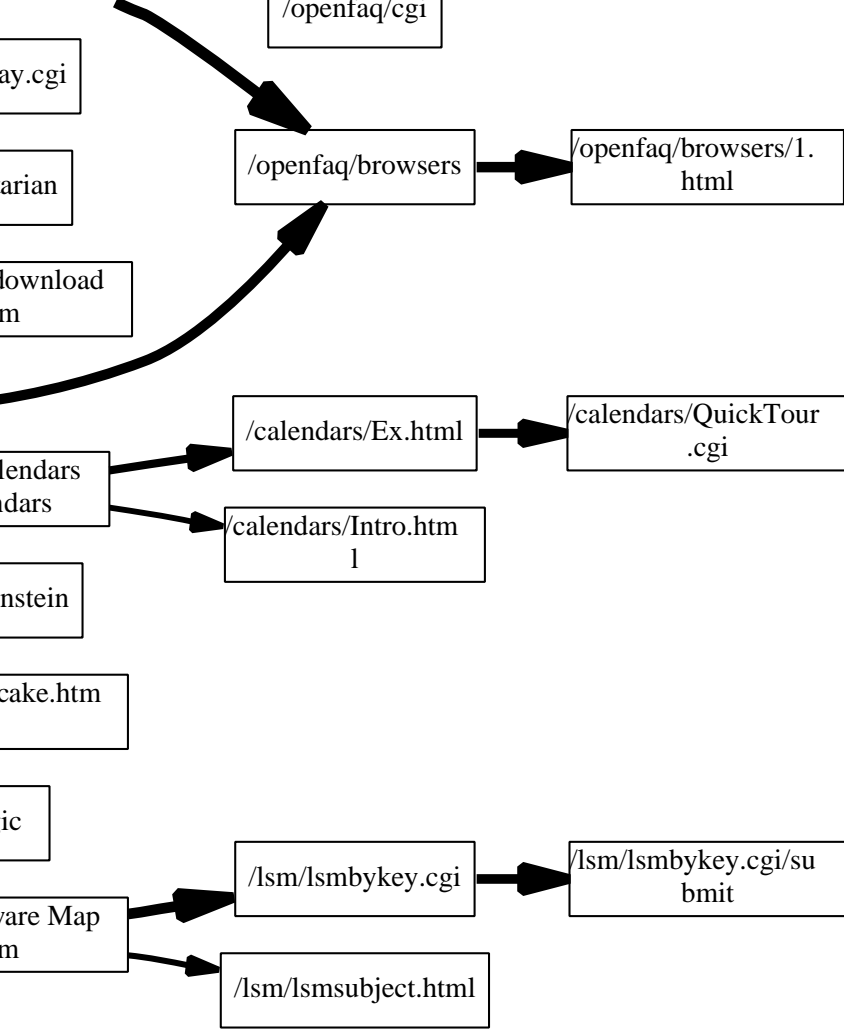 /openfaq/cgi
ay.cgi
/openfaq/browsers
/openfaq/browsers/1.
html
arian
download
m
/calendars/Ex.html
/calendars/QuickTour
.cgi
lendars
ndars
/calendars/Intro.htm
l
nstein
cake.htm
ic
/lsm/lsmbykey.cgi
/lsm/lsmbykey.cgi/su
bmit
ware Map
m
/lsm/lsmsubject.html